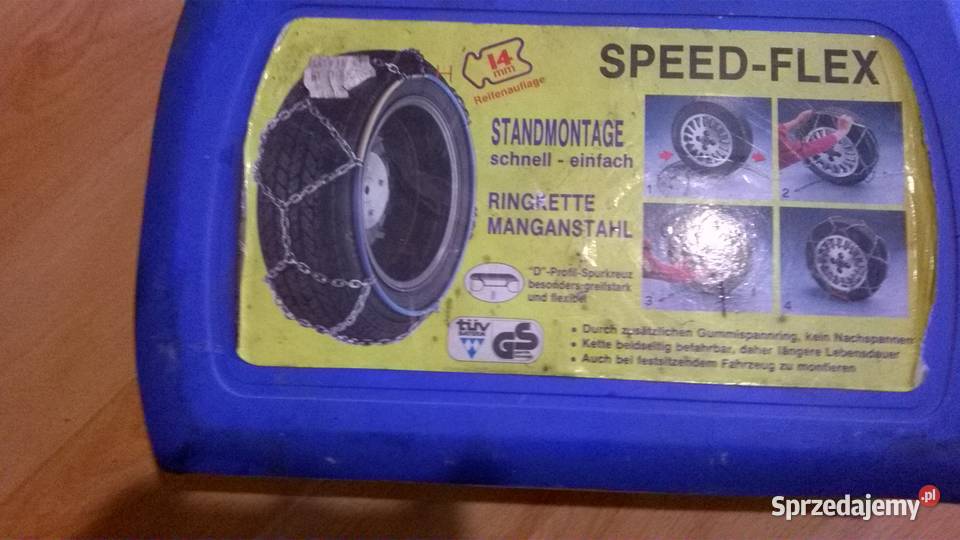 SPEED-FLEX
14
mm
Reifenauflage
STANDMONTAGE
schnell - einfach
RINGKETTE
MANGANSTAHL
"D"-Profil-Spurkreuz
besonders greifstark
und flexibel
1
2
3
4
TÜV
BAYERN
GS
• Durch zusätzlichen Gummispannring, kein Nachspannen
• Kette beidseitig befahrbar, daher längere Lebensdauer
• Auch bei festsitzendem Fahrzeug zu montieren
Sprzedajemy.pl